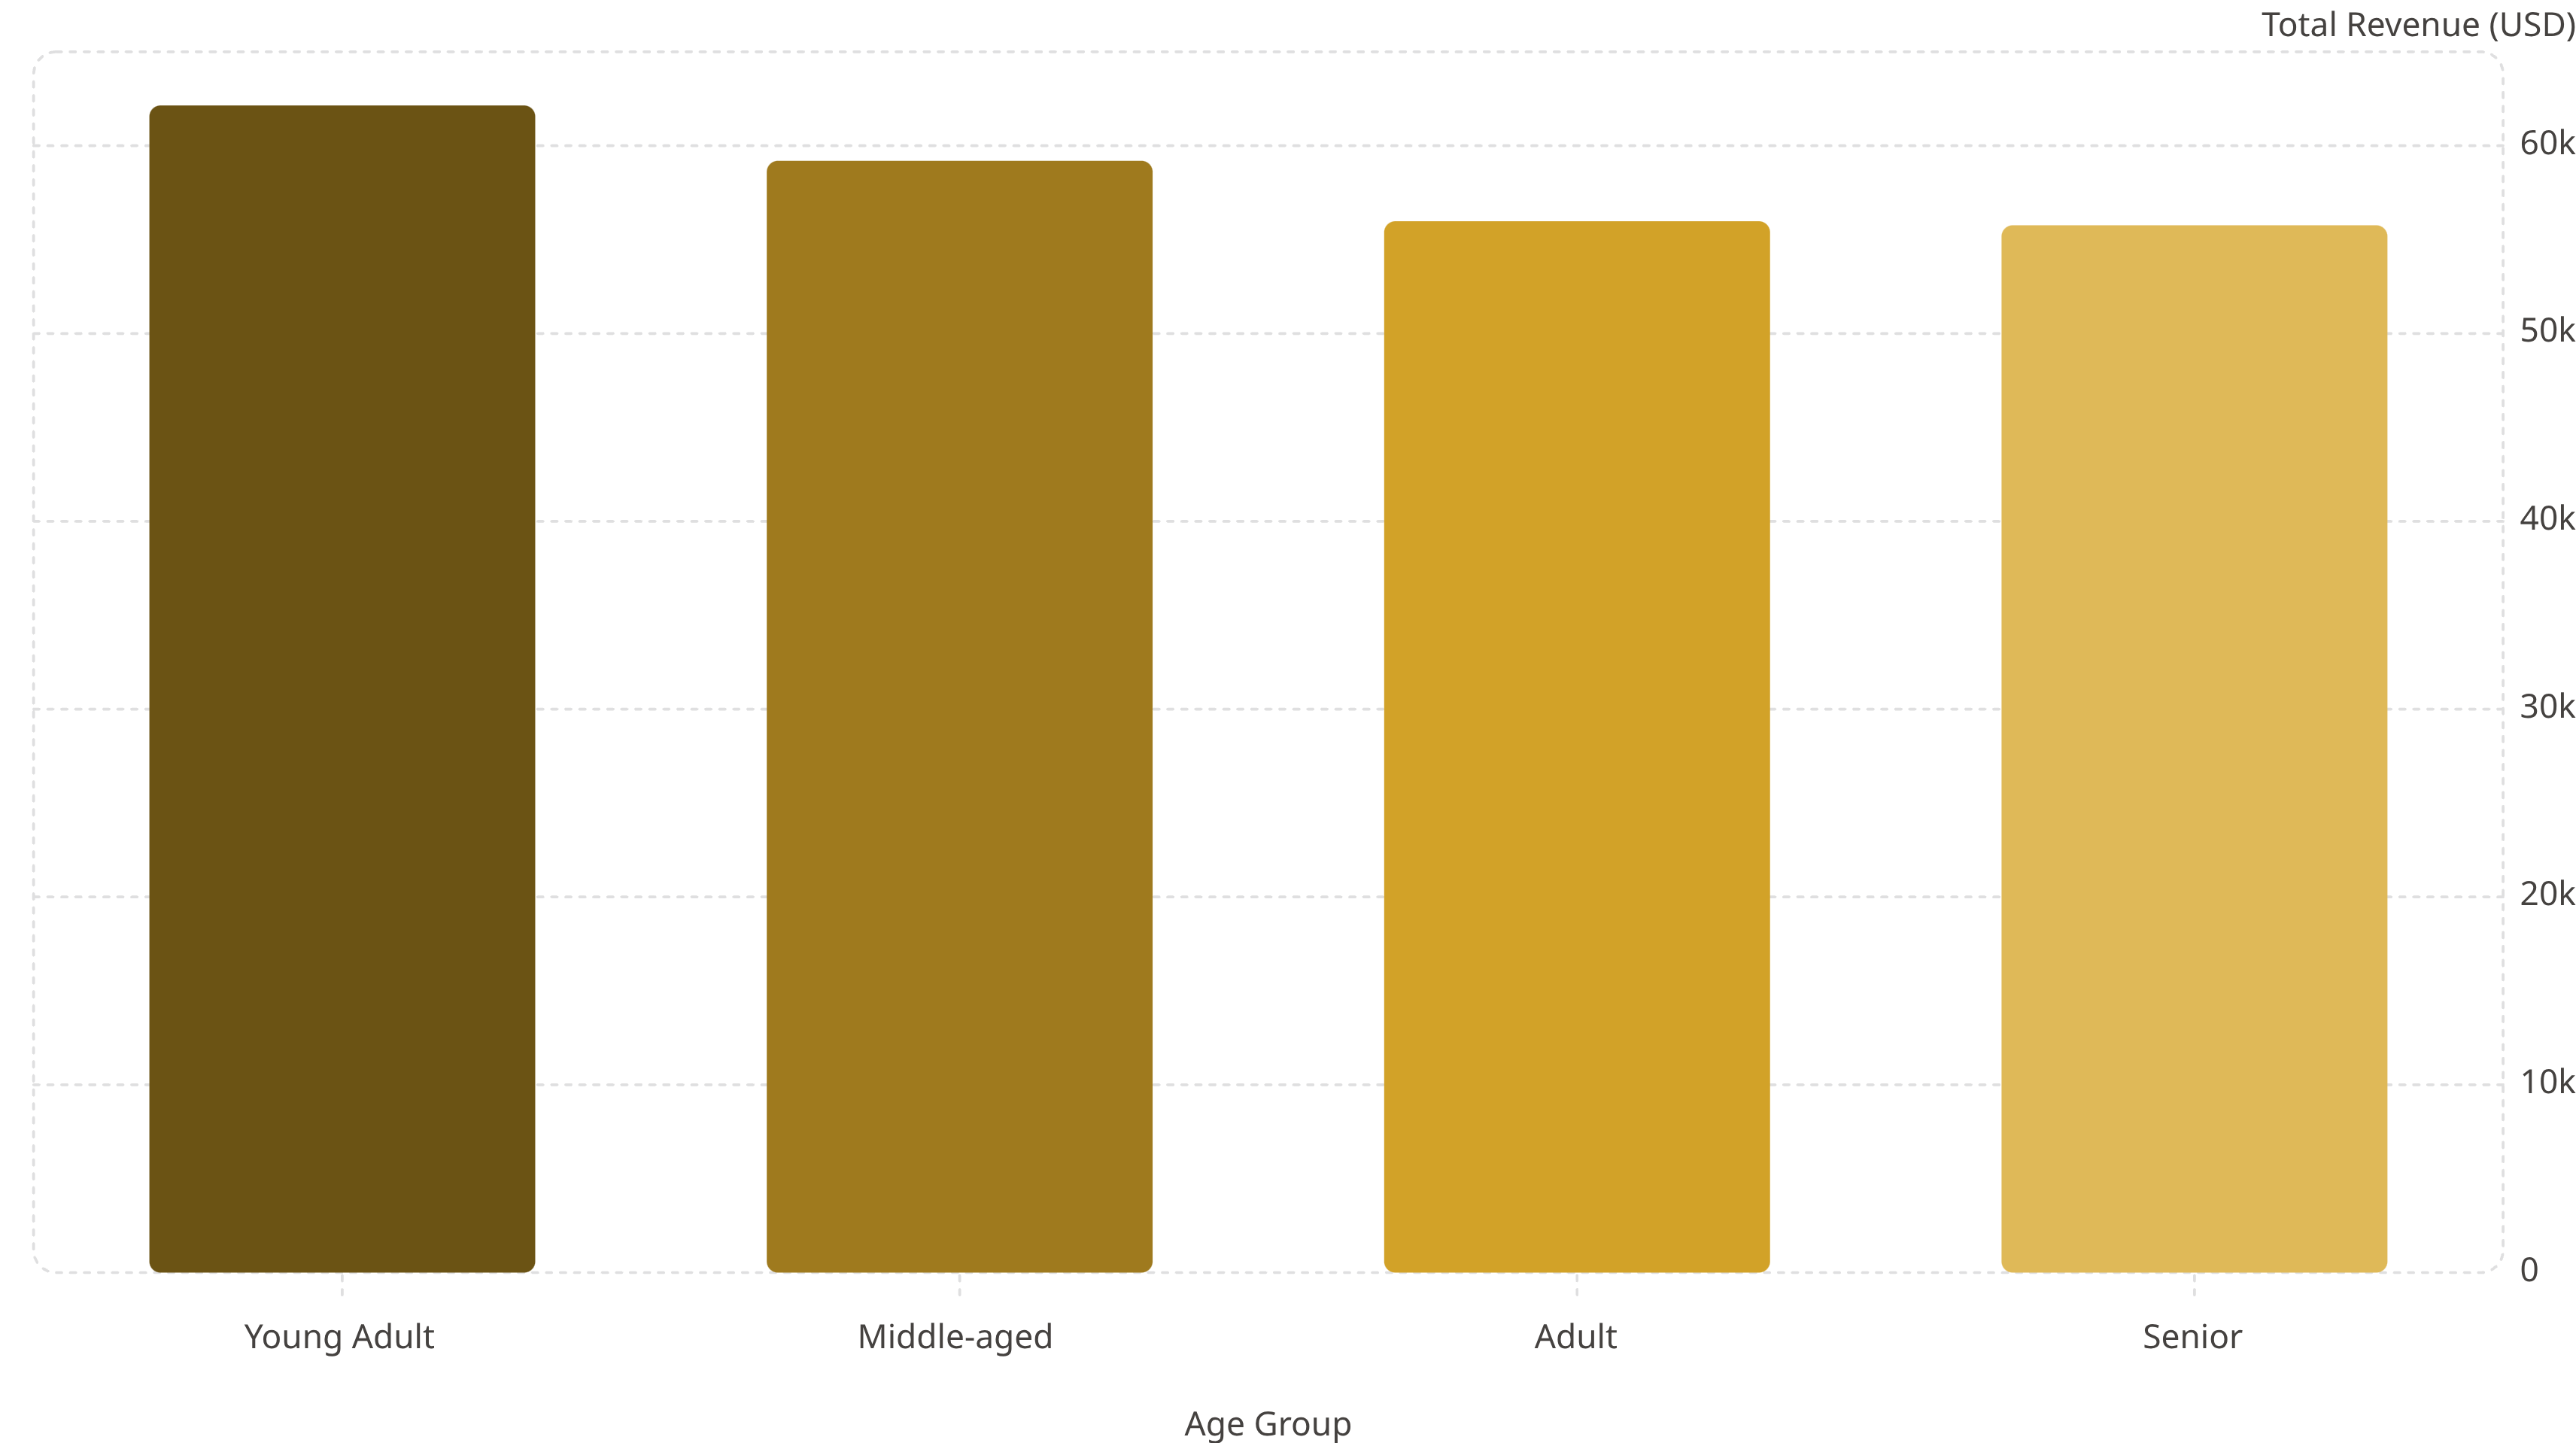 Total Revenue (USD)
60k
50k
40k
30k
20k
10k
0
Young Adult
Middle-aged
Adult
Senior
Age Group